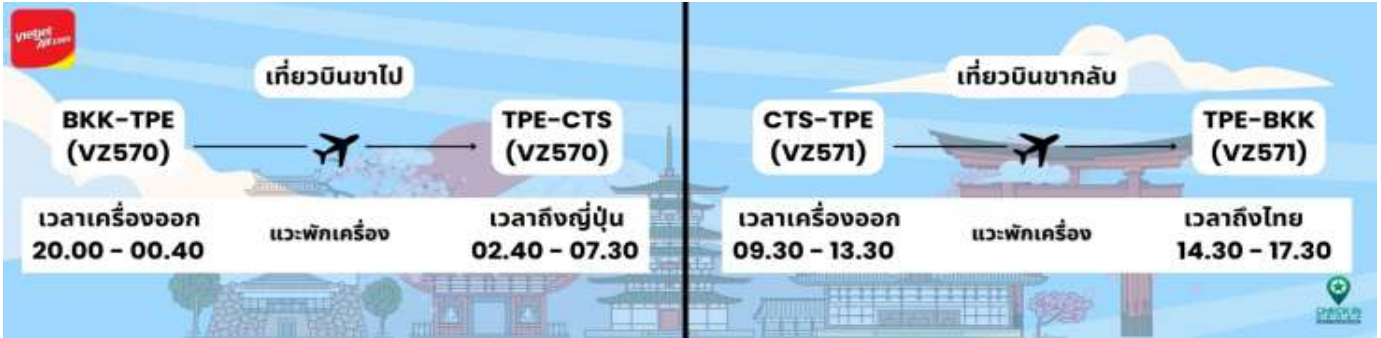 vietjet
Air.com
เที่ยวบินขาไป
BKK-TPE
(VZ570)
TPE-CTS
(VZ570)
เวลาเครื่องออก
20.00 - 00.40
แวะพักเครื่อง
เวลาถึงญี่ปุ่น
02.40 - 07.30
เที่ยวบินขากลับ
CTS-TPE
(VZ571)
TPE-BKK
(VZ571)
เวลาเครื่องออก
09.30 - 13.30
แวะพักเครื่อง
เวลาถึงไทย
14.30 - 17.30